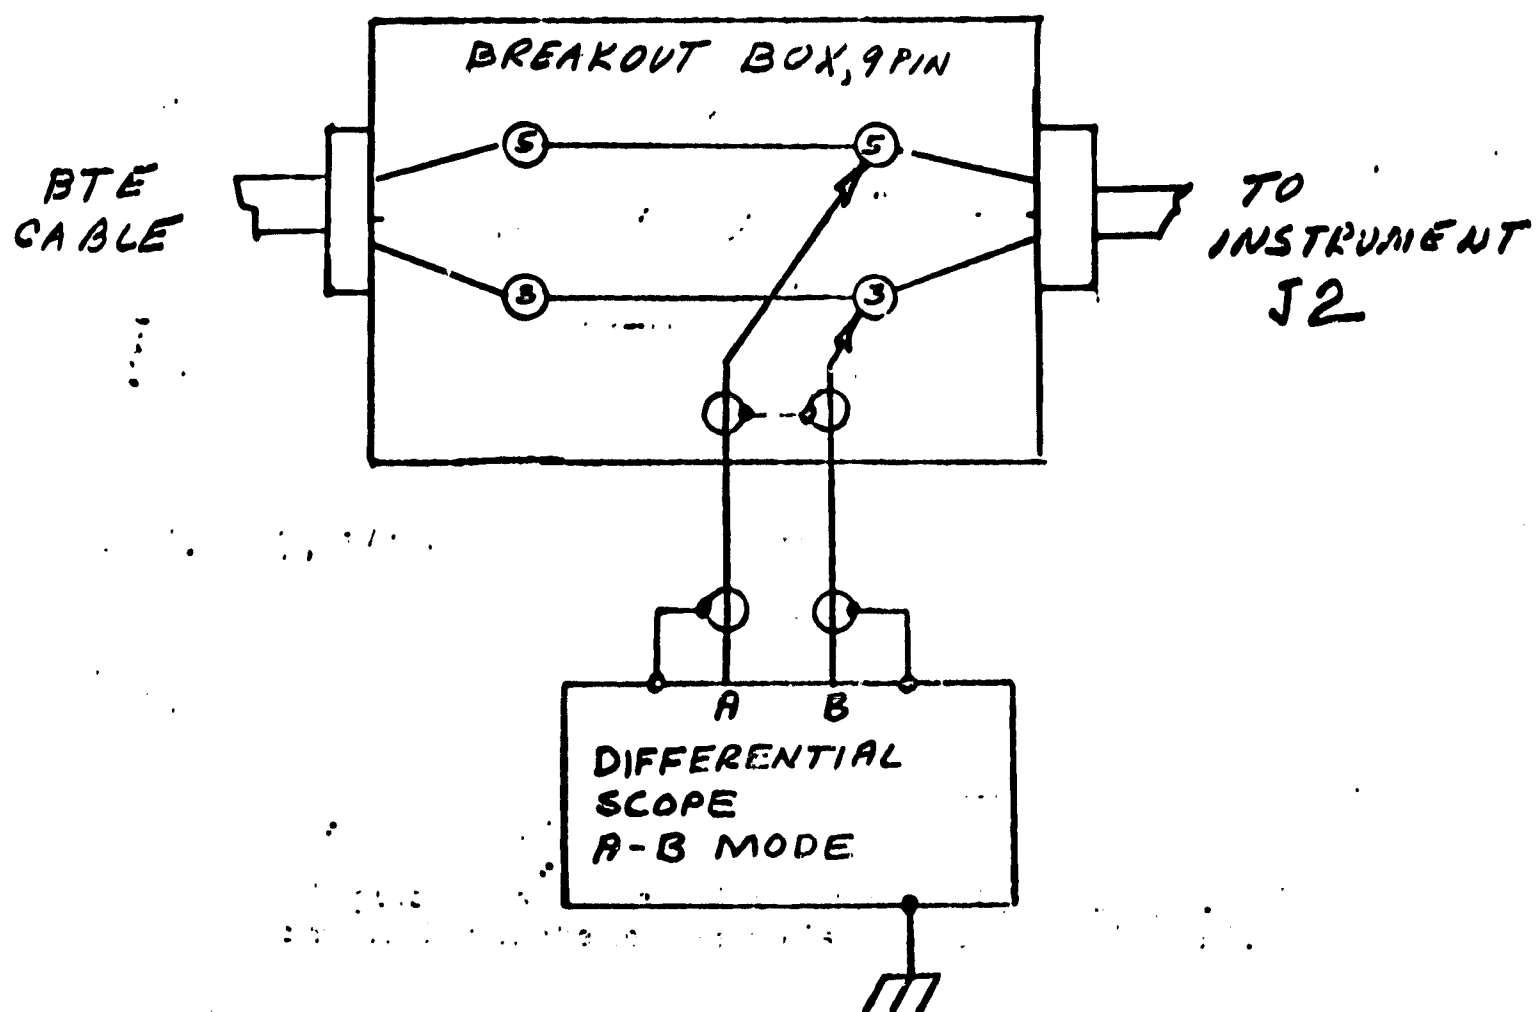 BREAKOUT BOX, 9 PIN
5
5
BTE
CABLE
TO
INSTRUMENT
J2
3
3
A
B
DIFFERENTIAL
SCOPE
A-B MODE